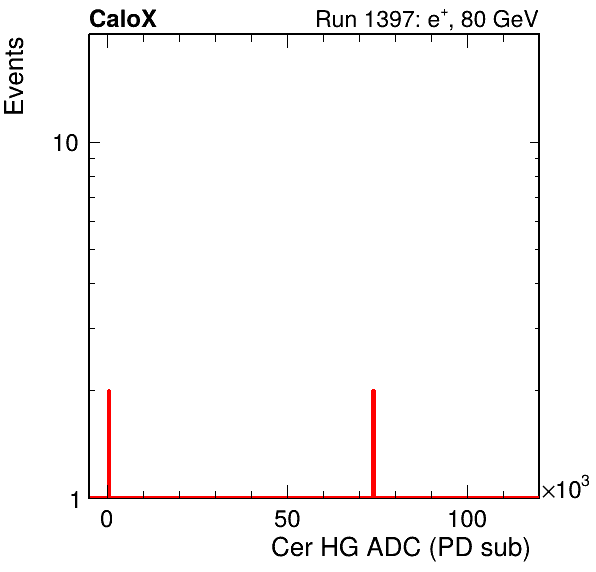 CaloX Run 1397: e⁺, 80 GeV
Events
10
1
0 50 100 ×10³
Cer HG ADC (PD sub)